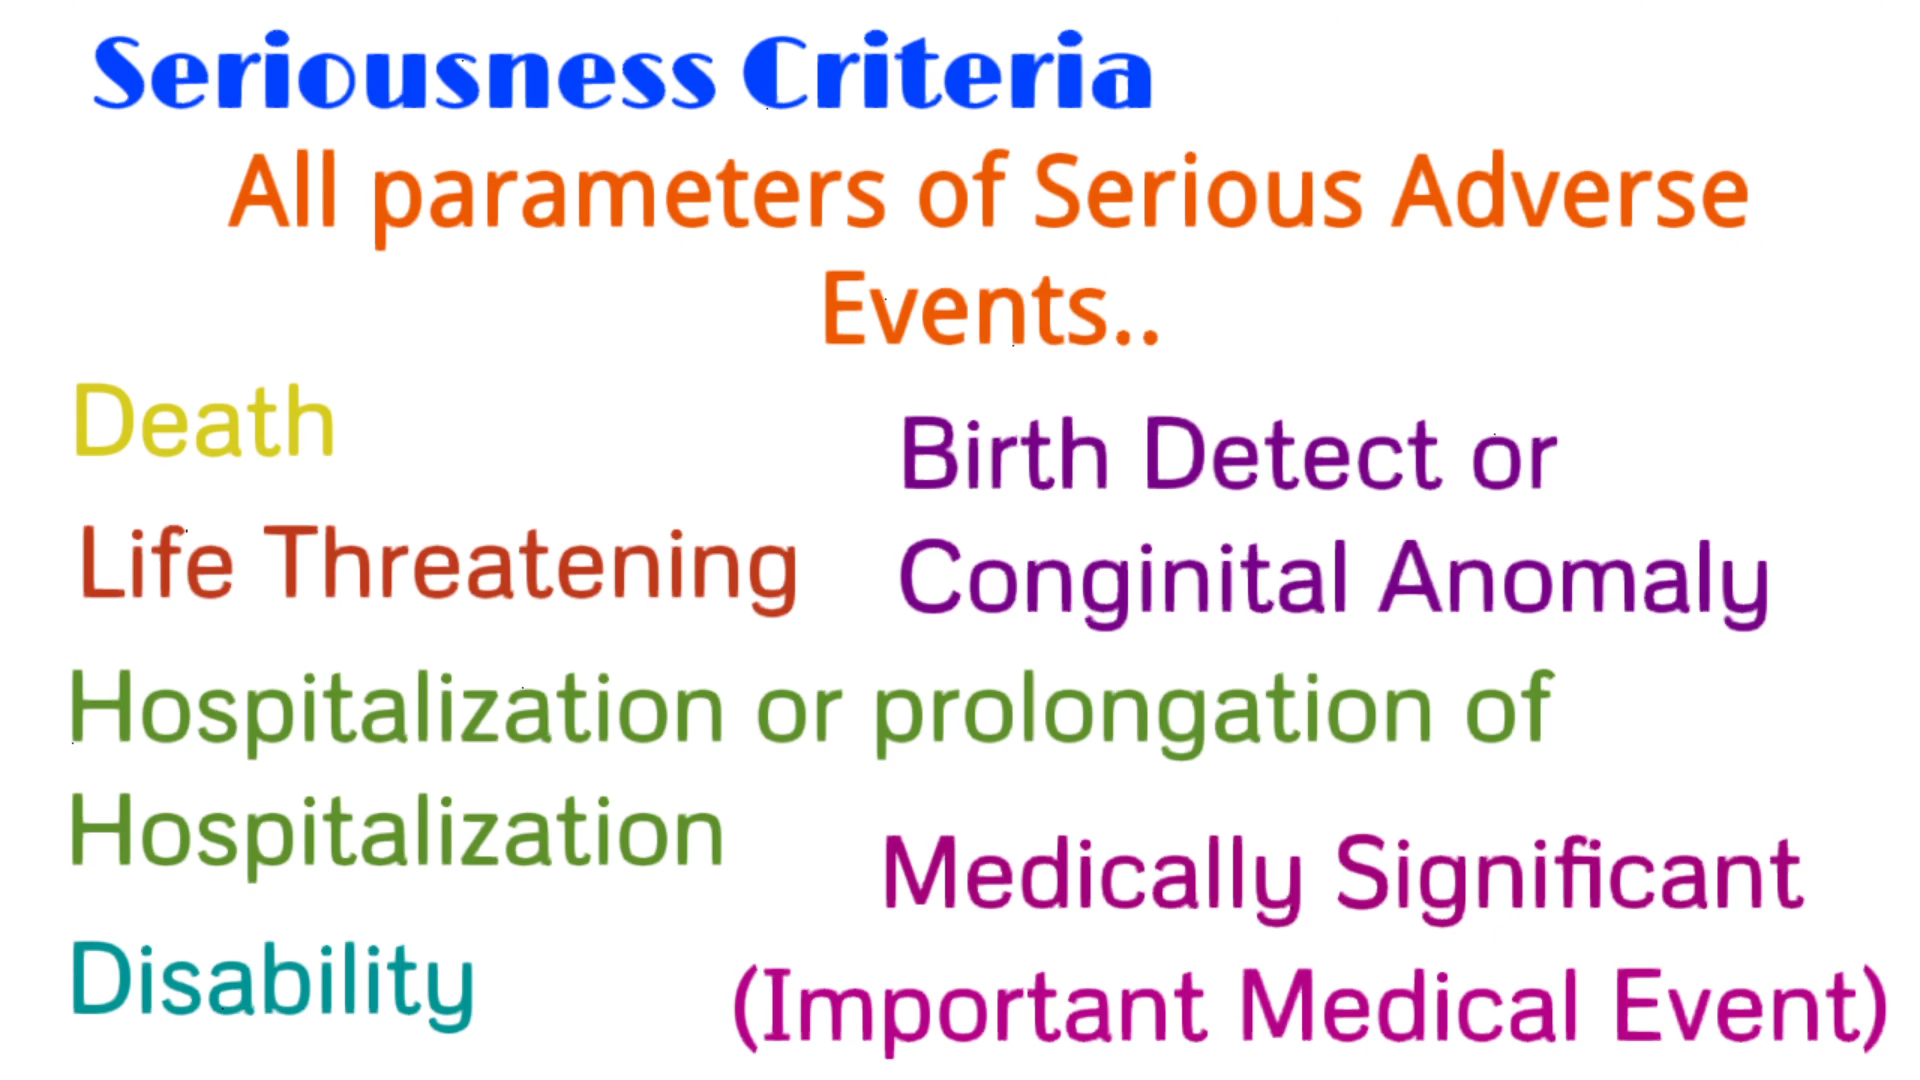 Seriousness Criteria
All parameters of Serious Adverse
Events..
Death
Life Threatening
Birth Detect or
Conginital Anomaly
Hospitalization or prolongation of
Hospitalization
Disability
Medically Significant
(Important Medical Event)